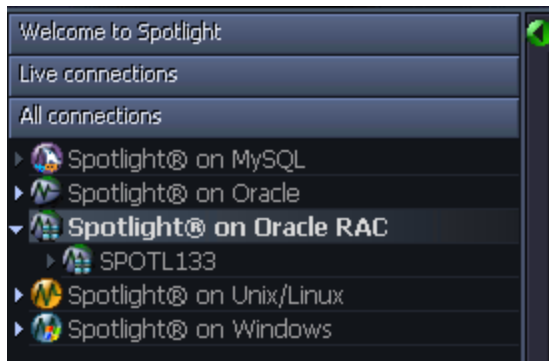 Welcome to Spotlight
Live connections
All connections
Spotlight® on MySQL
Spotlight® on Oracle
Spotlight® on Oracle RAC
SPOTL133
Spotlight® on Unix/Linux
Spotlight® on Windows